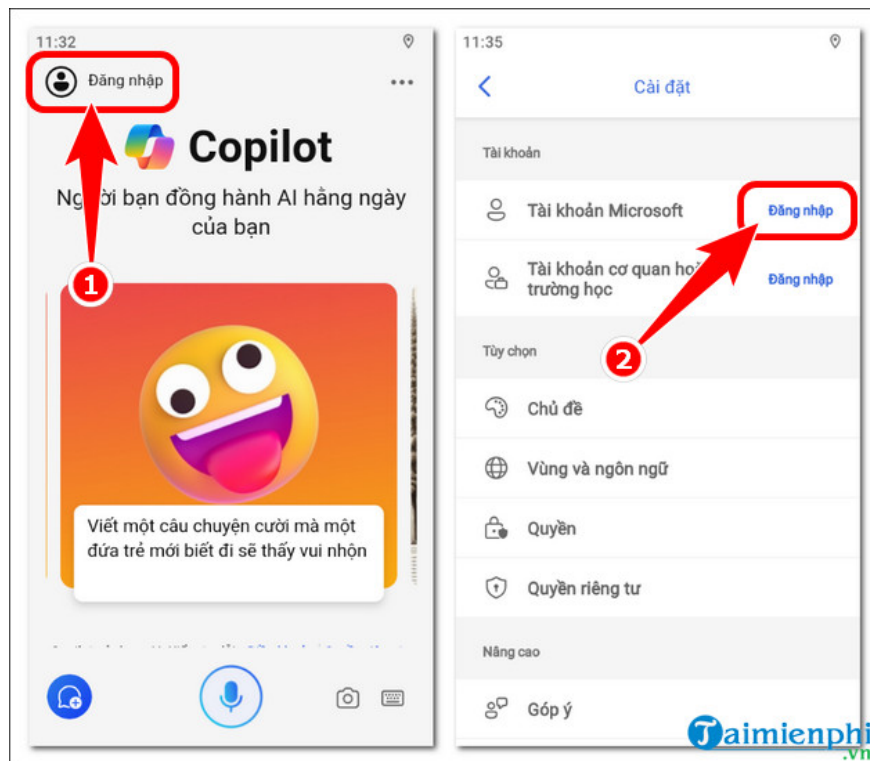 11:32
Đăng nhập
Copilot
Người bạn đồng hành AI hằng ngày
của bạn
1
Viết một câu chuyện cười mà một
đứa trẻ mới biết đi sẽ thấy vui nhộn
11:35
Cài đặt
Tài khoản
Tài khoản Microsoft
Đăng nhập
Tài khoản cơ quan hoặc
trường học
Đăng nhập
2
Tùy chọn
Chủ đề
Vùng và ngôn ngữ
Quyền
Quyền riêng tư
Nâng cao
Góp ý
Taimienphi
.vn